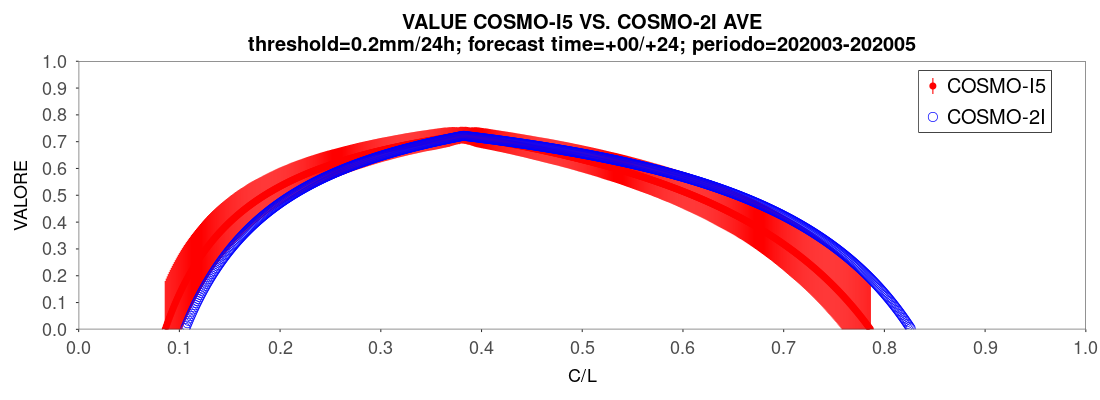 VALUE COSMO-I5 VS. COSMO-2I AVE
threshold=0.2mm/24h; forecast time=+00/+24; periodo=202003-202005
1.0
0.9
0.8
0.7
0.6
0.5
0.4
0.3
0.2
0.1
0.0
VALORE
COSMO-I5
COSMO-2I
0.0 0.1 0.2 0.3 0.4 0.5 0.6 0.7 0.8 0.9 1.0
C/L